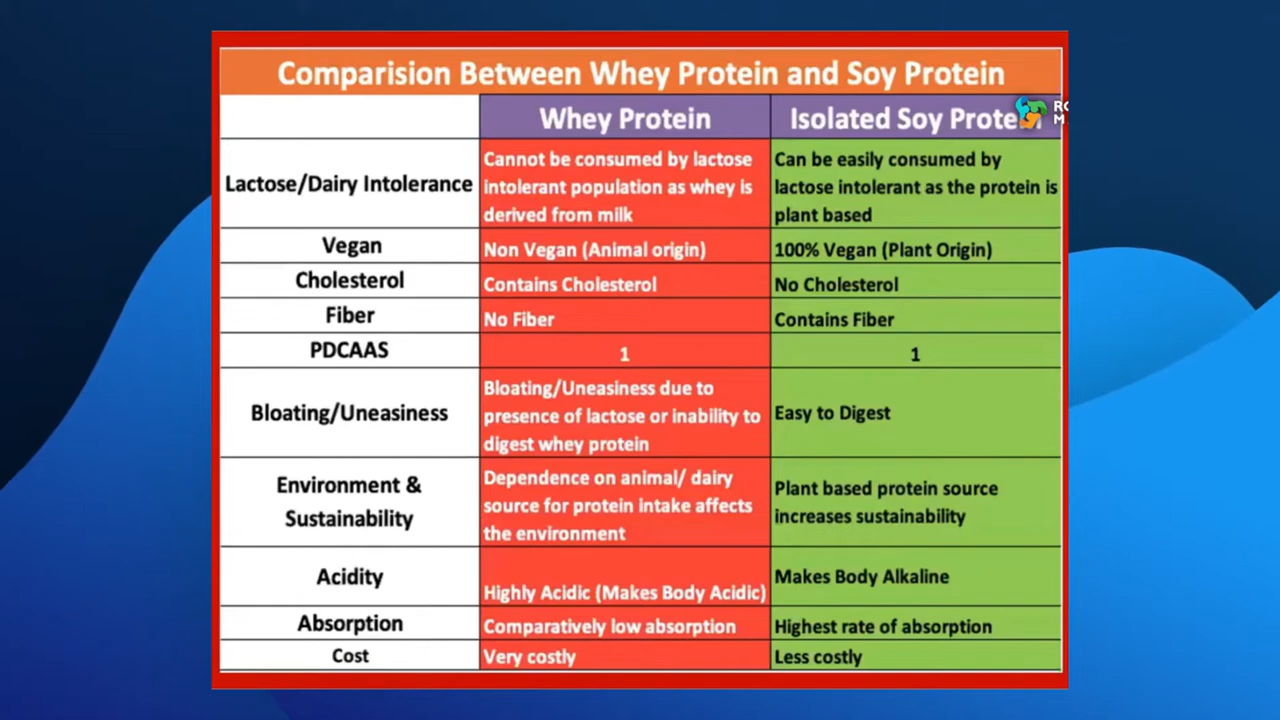 Comparision Between Whey Protein and Soy Protein
Whey Protein
Isolated Soy Protein
Lactose/Dairy Intolerance
Cannot be consumed by lactose
intolerant population as whey is
derived from milk
Can be easily consumed by
lactose intolerant as the protein is
plant based
Vegan
Non Vegan (Animal origin)
100% Vegan (Plant Origin)
Cholesterol
Contains Cholesterol
No Cholesterol
Fiber
No Fiber
Contains Fiber
PDCAAS
1
1
Bloating/Uneasiness
Bloating/Uneasiness due to
presence of lactose or inability to
digest whey protein
Easy to Digest
Environment &
Sustainability
Dependence on animal/ dairy
source for protein intake affects
the environment
Plant based protein source
increases sustainability
Acidity
Highly Acidic (Makes Body Acidic)
Makes Body Alkaline
Absorption
Comparatively low absorption
Highest rate of absorption
Cost
Very costly
Less costly